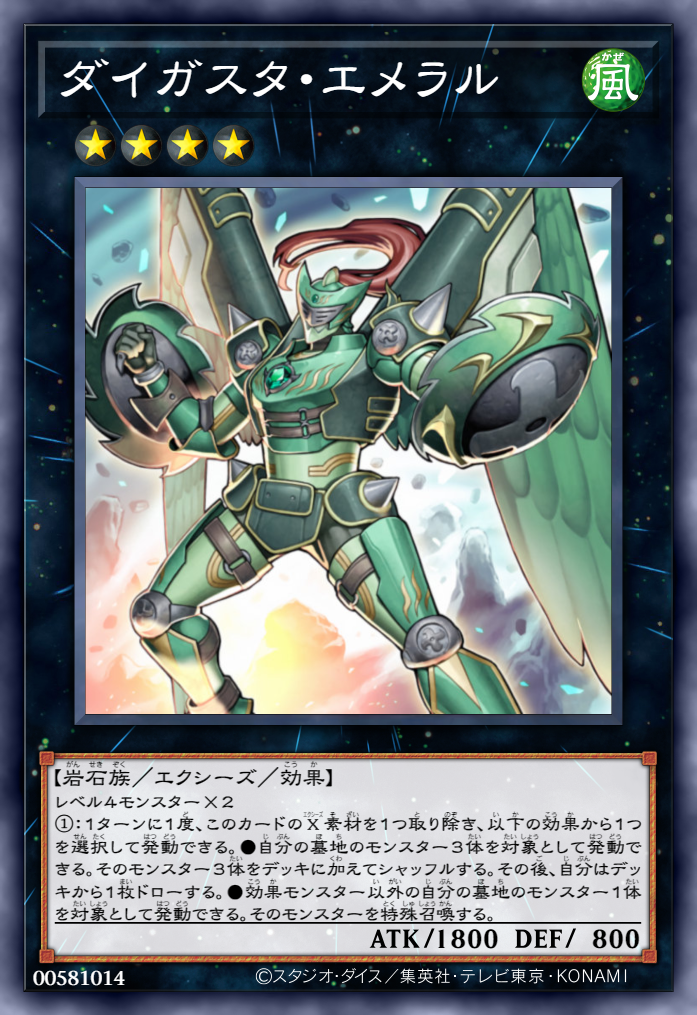 ダイガスタ・エメラル
風
【岩石族/エクシーズ/効果】
レベル4モンスター×2
①:1ターンに1度、このカードのX素材を1つ取り除き、以下の効果から1つ
を選択して発動できる。●自分の墓地のモンスター3体を対象として発動で
きる。そのモンスター3体をデッキに加えてシャッフルする。その後、自分はデッ
キから1枚ドローする。●効果モンスター以外の自分の墓地のモンスター1体
を対象として発動できる。そのモンスターを特殊召喚する。
ATK/1800 DEF/ 800
00581014 ©スタジオ・ダイス/集英社・テレビ東京・KONAMI